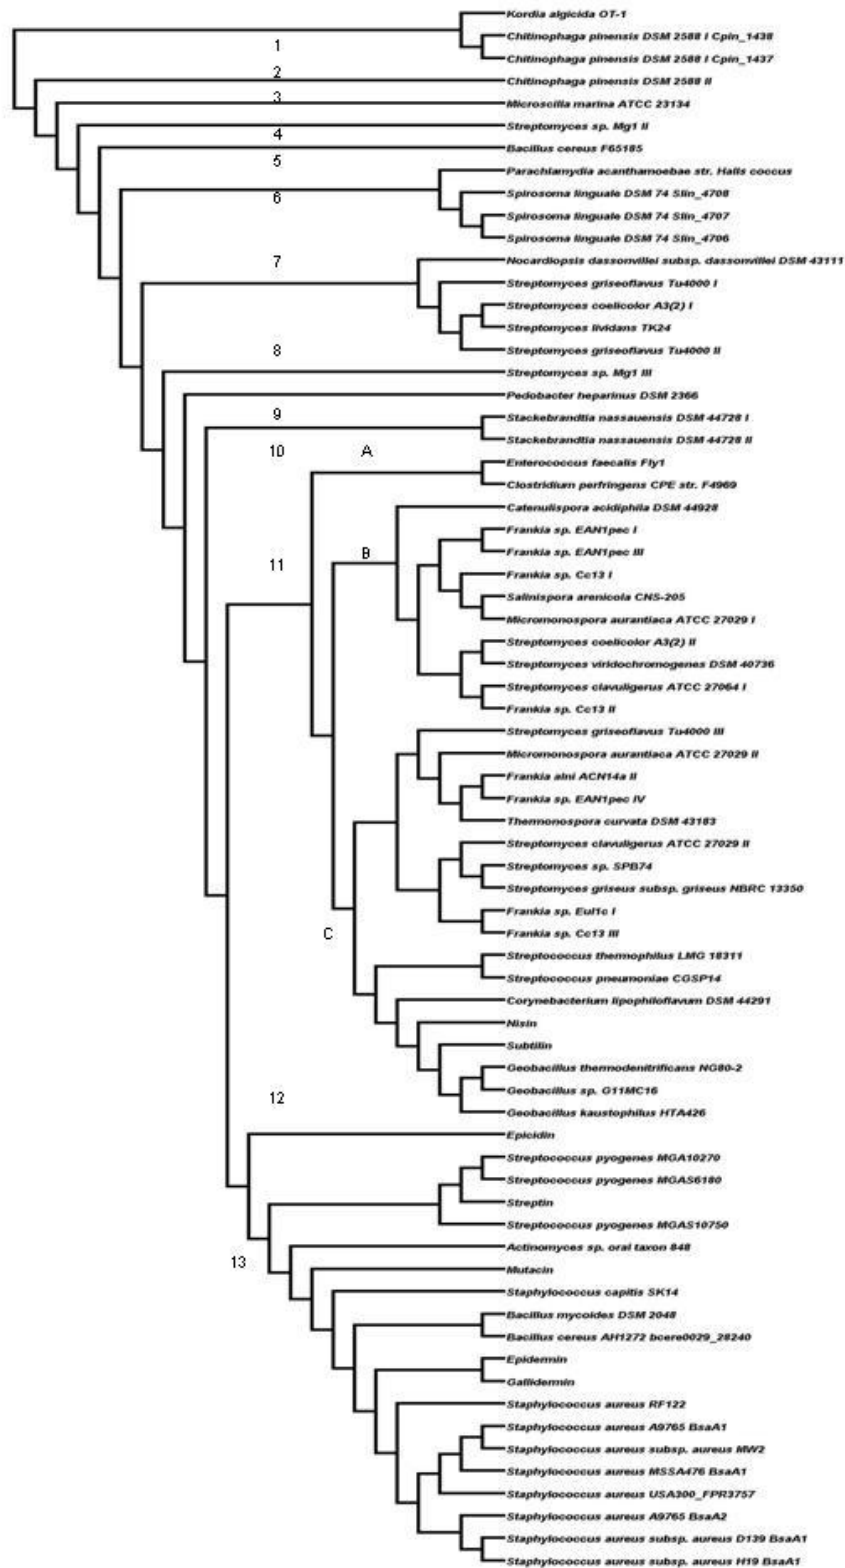 Kordia algicida OT-1
1
Chitinophaga pinensis DSM 2588 I Cpin_1438
Chitinophaga pinensis DSM 2588 I Cpin_1437
2
Chitinophaga pinensis DSM 2588 II
3
Microscilla marina ATCC 23134
Streptomyces sp. Mg1 II
4
Bacillus cereus F65185
5
Parachlamydia acanthamoebae str. Halls coccus
6
Spirosoma linguale DSM 74 Slin_4708
Spirosoma linguale DSM 74 Slin_4707
Spirosoma linguale DSM 74 Slin_4706
7
Nocardiopsis dassonvillei subsp. dassonvillei DSM 43111
Streptomyces griseoflavus Tu4000 I
Streptomyces coelicolor A3(2) I
Streptomyces lividans TK24
8
Streptomyces griseoflavus Tu4000 II
Streptomyces sp. Mg1 III
Pedobacter heparinus DSM 2366
9
Stackebrandtia nassauensis DSM 44728 I
Stackebrandtia nassauensis DSM 44728 II
10
A
Enterococcus faecalis Fly1
Clostridium perfringens CPE str. F4969
Catenulispora acidiphila DSM 44928
Frankia sp. EAN1pec I
B
Frankia sp. EAN1pec III
11
Frankia sp. Cc13 I
Salinispora arenicola CNS-205
Micromonospora aurantiaca ATCC 27029 I
Streptomyces coelicolor A3(2) II
Streptomyces viridochromogenes DSM 40736
Streptomyces clavuligerus ATCC 27064 I
Frankia sp. Cc13 II
Streptomyces griseoflavus Tu4000 III
Micromonospora aurantiaca ATCC 27029 II
Frankia alni ACN14a II
Frankia sp. EAN1pec IV
Thermonospora curvata DSM 43183
Streptomyces clavuligerus ATCC 27029 II
Streptomyces sp. SPB74
Streptomyces griseus subsp. griseus NBRC 13350
Frankia sp. EuI1c I
C
Frankia sp. Cc13 III
Streptococcus thermophilus LMG 18311
Streptococcus pneumoniae CGSP14
Corynebacterium lipophiloflavum DSM 44291
Nisin
Subtilin
Geobacillus thermodenitrificans NG80-2
Geobacillus sp. G11MC16
12
Geobacillus kaustophilus HTA426
Epicidin
Streptococcus pyogenes MGA10270
Streptococcus pyogenes MGAS6180
Streptin
Streptococcus pyogenes MGAS10750
Actinomyces sp. oral taxon 848
13
Mutacin
Staphylococcus capitis SK14
Bacillus mycoides DSM 2048
Bacillus cereus AH1272 bcere0029_28240
Epidermin
Gallidermin
Staphylococcus aureus RF122
Staphylococcus aureus A9765 BsaA1
Staphylococcus aureus subsp. aureus MW2
Staphylococcus aureus MSSA476 BsaA1
Staphylococcus aureus USA300_FPR3757
Staphylococcus aureus A9765 BsaA2
Staphylococcus aureus subsp. aureus D139 BsaA1
Staphylococcus aureus subsp. aureus H19 BsaA1